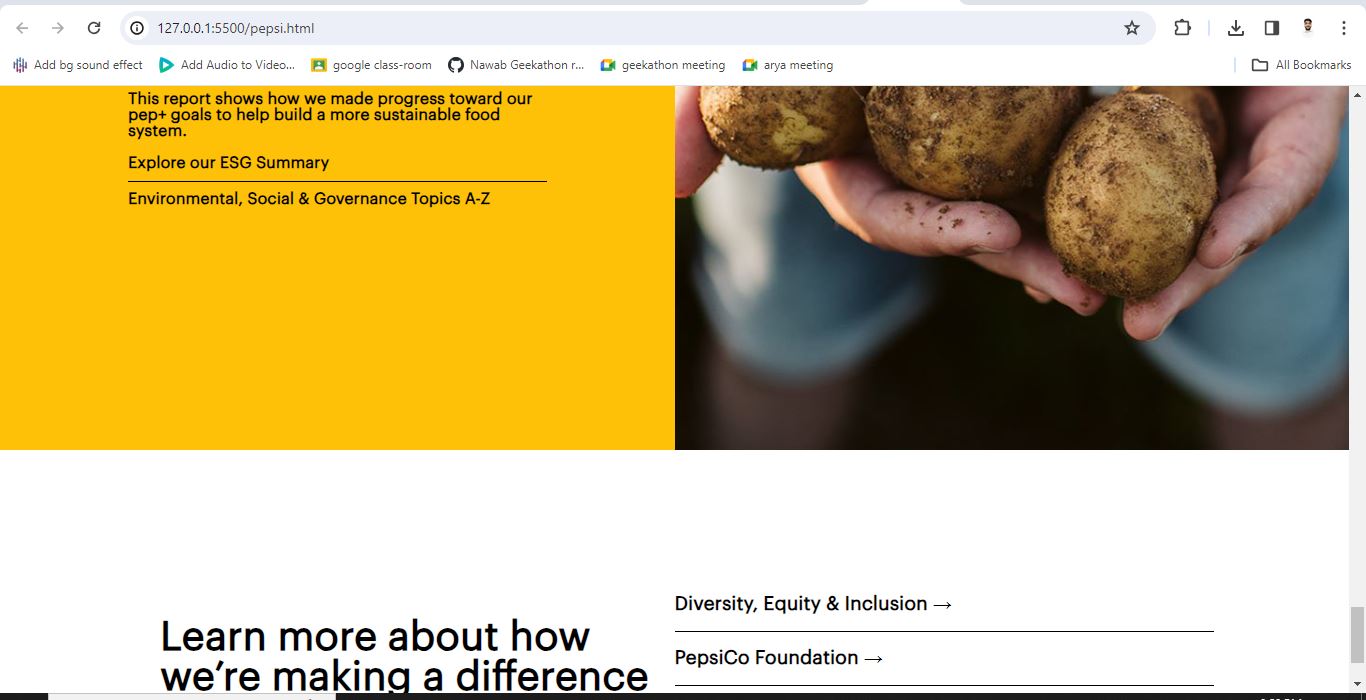 127.0.0.1:5500/pepsi.html
Add bg sound effect
Add Audio to Video...
google class-room
Nawab Geekathon r...
geekathon meeting
arya meeting
All Bookmarks
This report shows how we made progress toward our
pep+ goals to help build a more sustainable food
system.
Explore our ESG Summary
Environmental, Social & Governance Topics A-Z
Diversity, Equity & Inclusion →
PepsiCo Foundation →
Learn more about how
we're making a difference